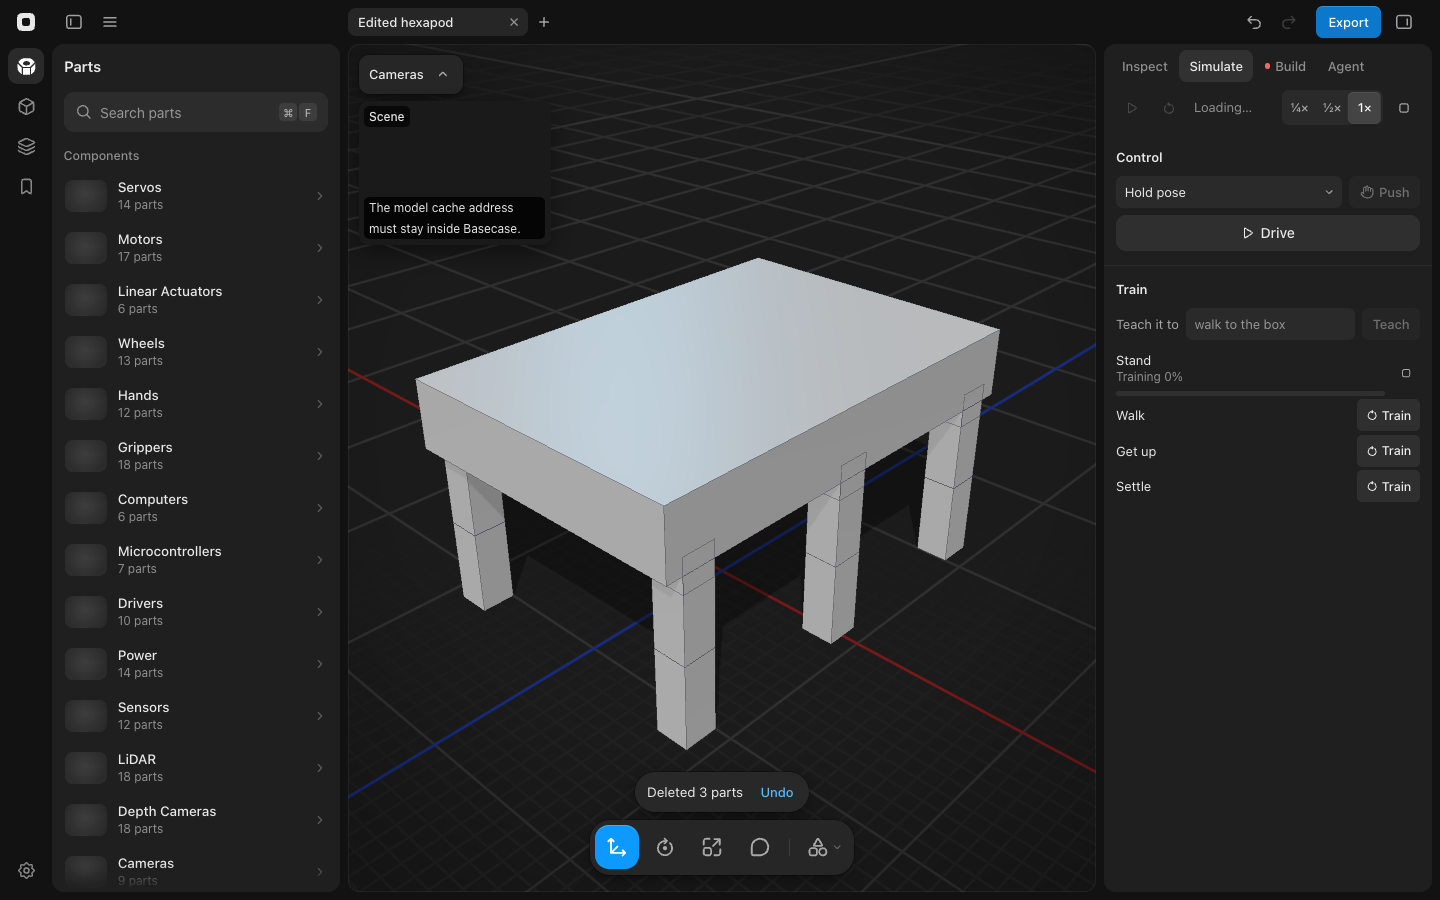 Edited hexapod
Export
Parts
Search parts
⌘ F
Components
Servos
14 parts
Motors
17 parts
Linear Actuators
6 parts
Wheels
13 parts
Hands
12 parts
Grippers
18 parts
Computers
6 parts
Microcontrollers
7 parts
Drivers
10 parts
Power
14 parts
Sensors
12 parts
LiDAR
18 parts
Depth Cameras
18 parts
Cameras
9 parts
Cameras
Scene
The model cache address
must stay inside Basecase.
Deleted 3 parts Undo
Inspect Simulate Build Agent
Loading... ¼× ½× 1×
Control
Hold pose Push
Drive
Train
Teach it to walk to the box Teach
Stand
Training 0%
Walk Train
Get up Train
Settle Train